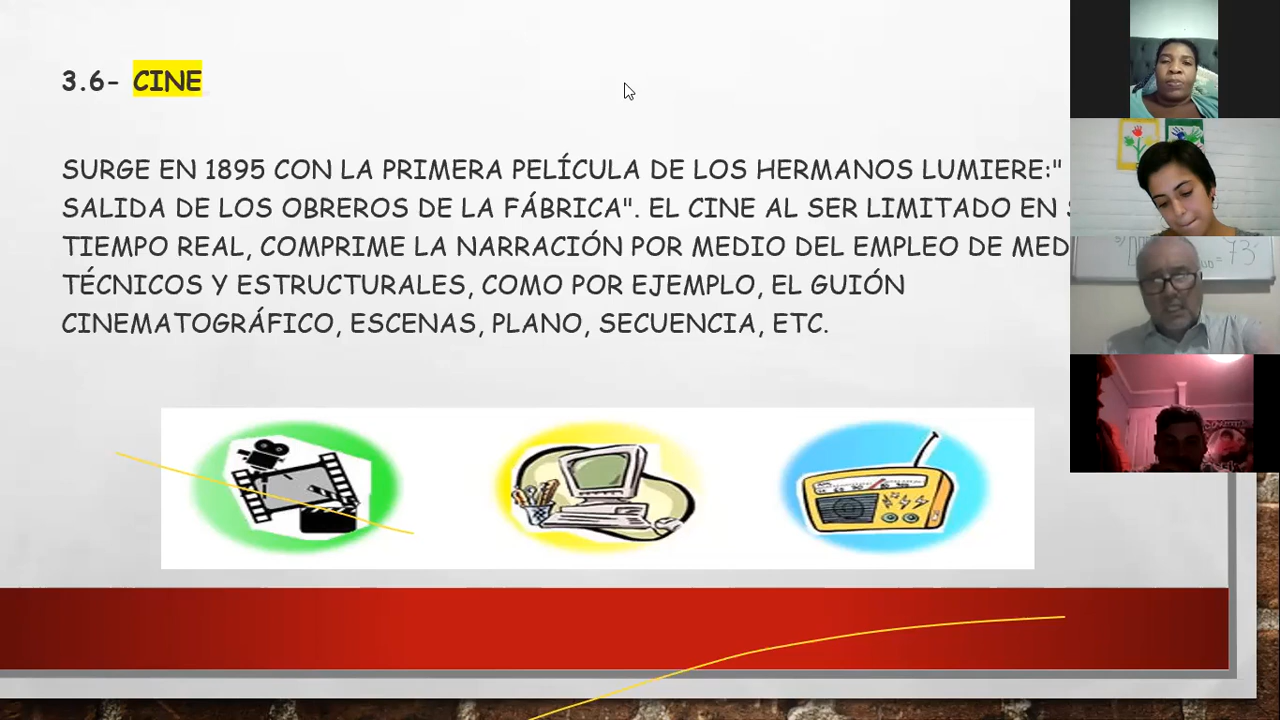 3.6- CINE
SURGE EN 1895 CON LA PRIMERA PELÍCULA DE LOS HERMANOS LUMIERE:"
SALIDA DE LOS OBREROS DE LA FÁBRICA". EL CINE AL SER LIMITADO EN
TIEMPO REAL, COMPRIME LA NARRACIÓN POR MEDIO DEL EMPLEO DE MED
TÉCNICOS Y ESTRUCTURALES, COMO POR EJEMPLO, EL GUIÓN
CINEMATOGRÁFICO, ESCENAS, PLANO, SECUENCIA, ETC.
= 73